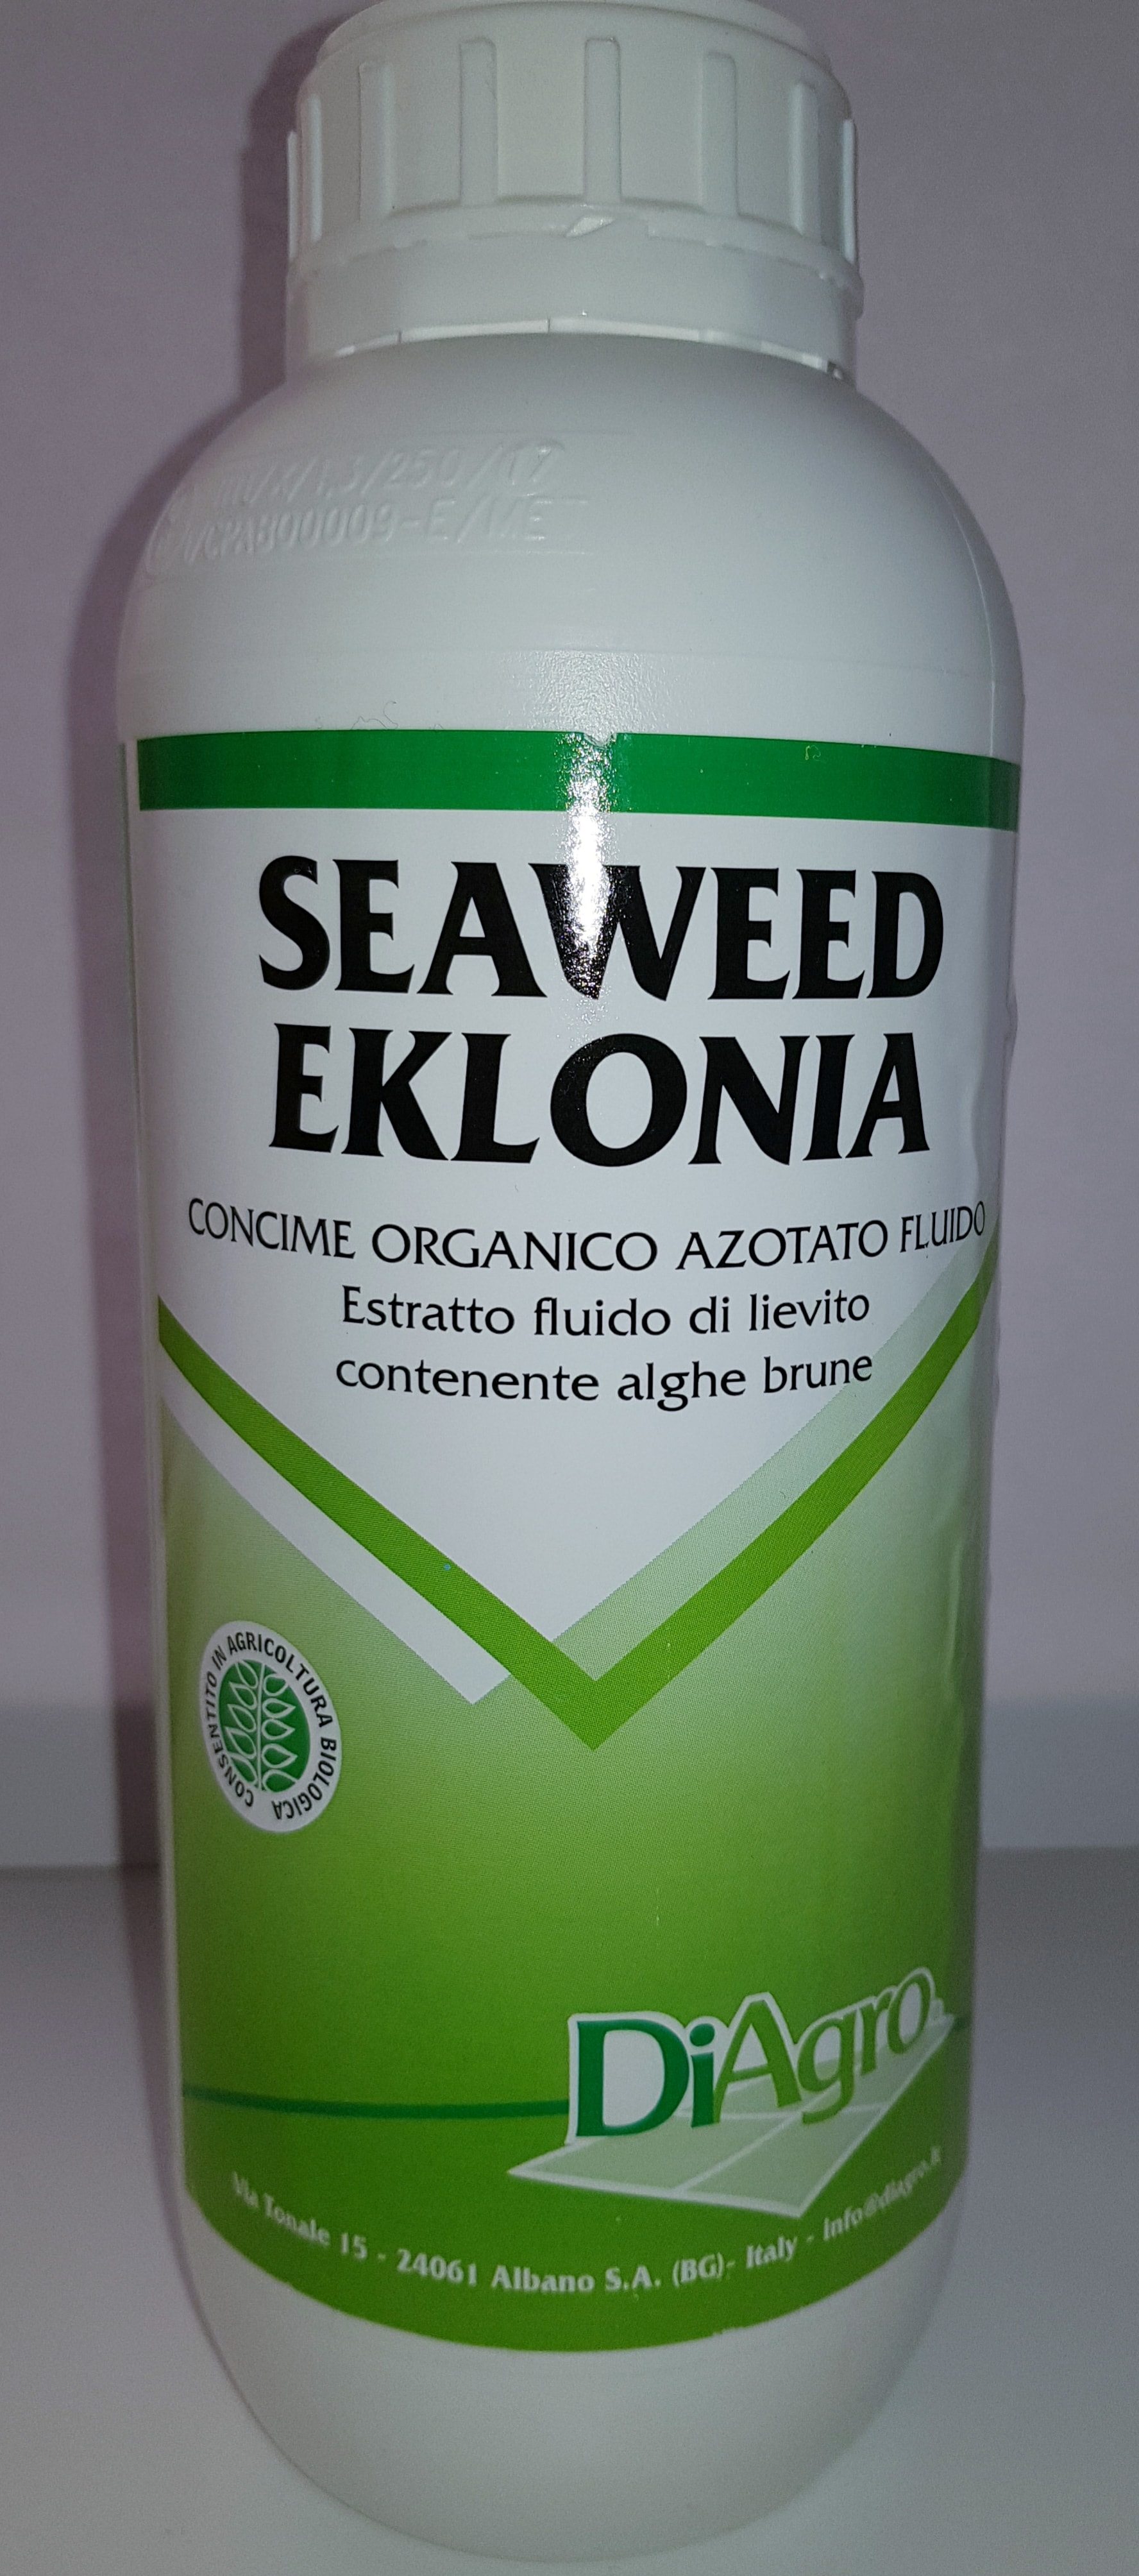 SEAWEED
EKLONIA
CONCIME ORGANICO AZOTATO FLUIDO
Estratto fluido di lievito
contenente alghe brune
CONSENTITO IN AGRICOLTURA BIOLOGICA
DiAgro
Via Tonale 15 - 24061 Albano S.A. (BG)- Italy - Info@diagro.it